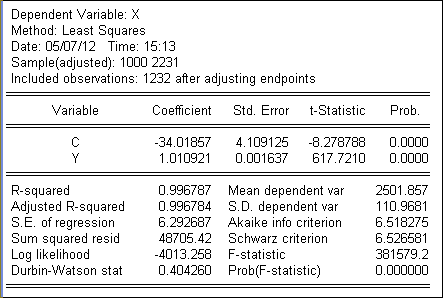 Dependent Variable: X
Method: Least Squares
Date: 05/07/12 Time: 15:13
Sample(adjusted): 1000 2231
Included observations: 1232 after adjusting endpoints
Variable Coefficient Std. Error t-Statistic Prob.
C -34.01857 4.109125 -8.278788 0.0000
Y 1.010921 0.001637 617.7210 0.0000
R-squared 0.996787 Mean dependent var 2501.857
Adjusted R-squared 0.996784 S.D. dependent var 110.9681
S.E. of regression 6.292687 Akaike info criterion 6.518275
Sum squared resid 48705.42 Schwarz criterion 6.526581
Log likelihood -4013.258 F-statistic 381579.2
Durbin-Watson stat 0.404260 Prob(F-statistic) 0.000000